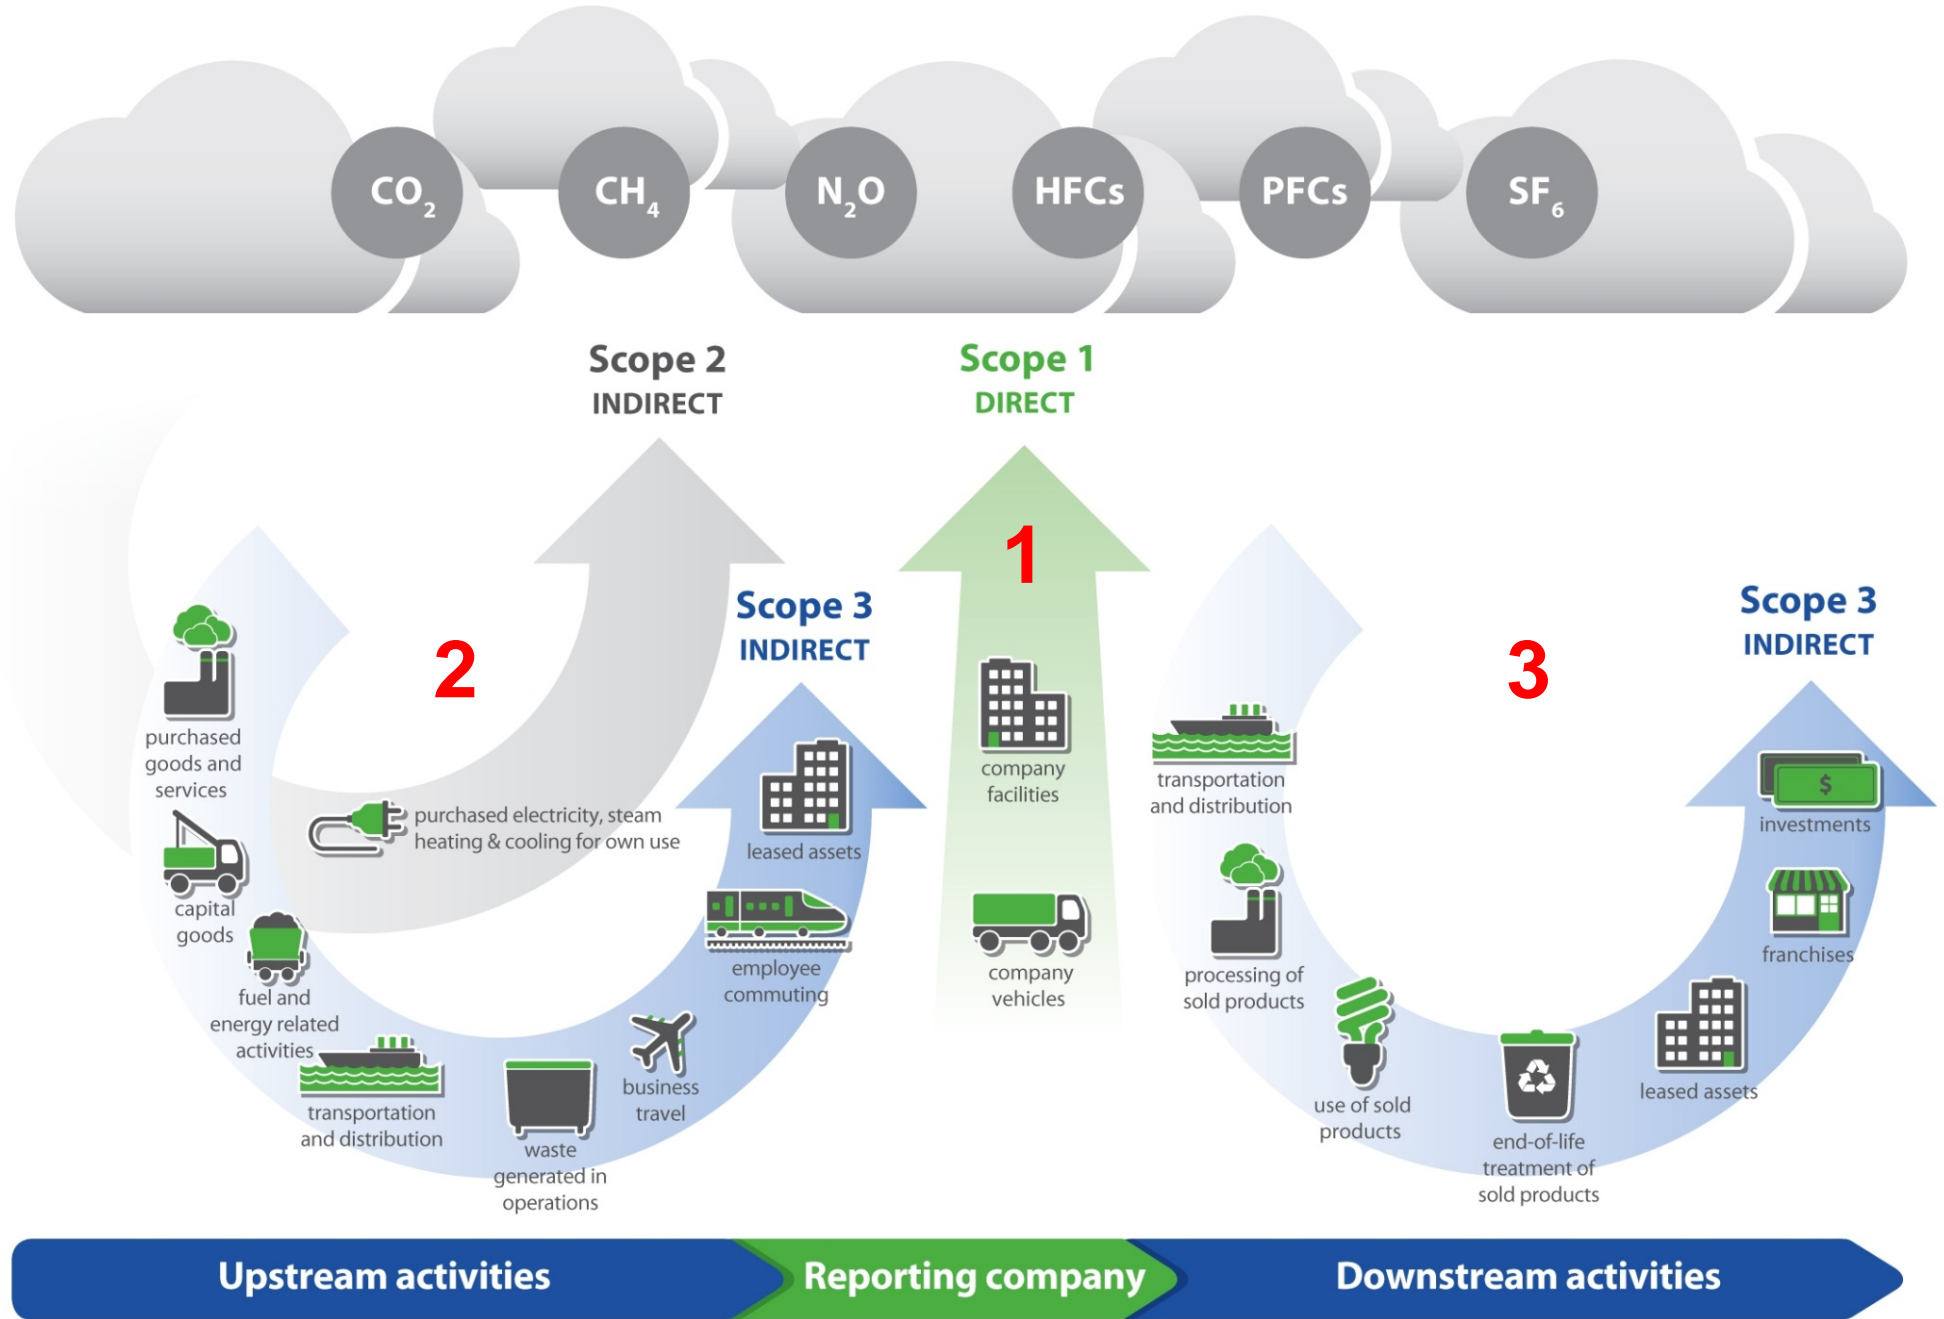 CO2
CH4
N2O
HFCs
PFCs
SF6
Scope 2
INDIRECT
Scope 1
DIRECT
Scope 3
INDIRECT
Scope 3
INDIRECT
2
1
3
purchased
goods and
services
capital
goods
fuel and
energy related
activities
transportation
and distribution
waste
generated in
operations
business
travel
employee
commuting
leased assets
purchased electricity, steam
heating & cooling for own use
company
facilities
company
vehicles
transportation
and distribution
processing of
sold products
use of sold
products
end-of-life
treatment of
sold products
leased assets
franchises
$
investments
Upstream activities
Reporting company
Downstream activities